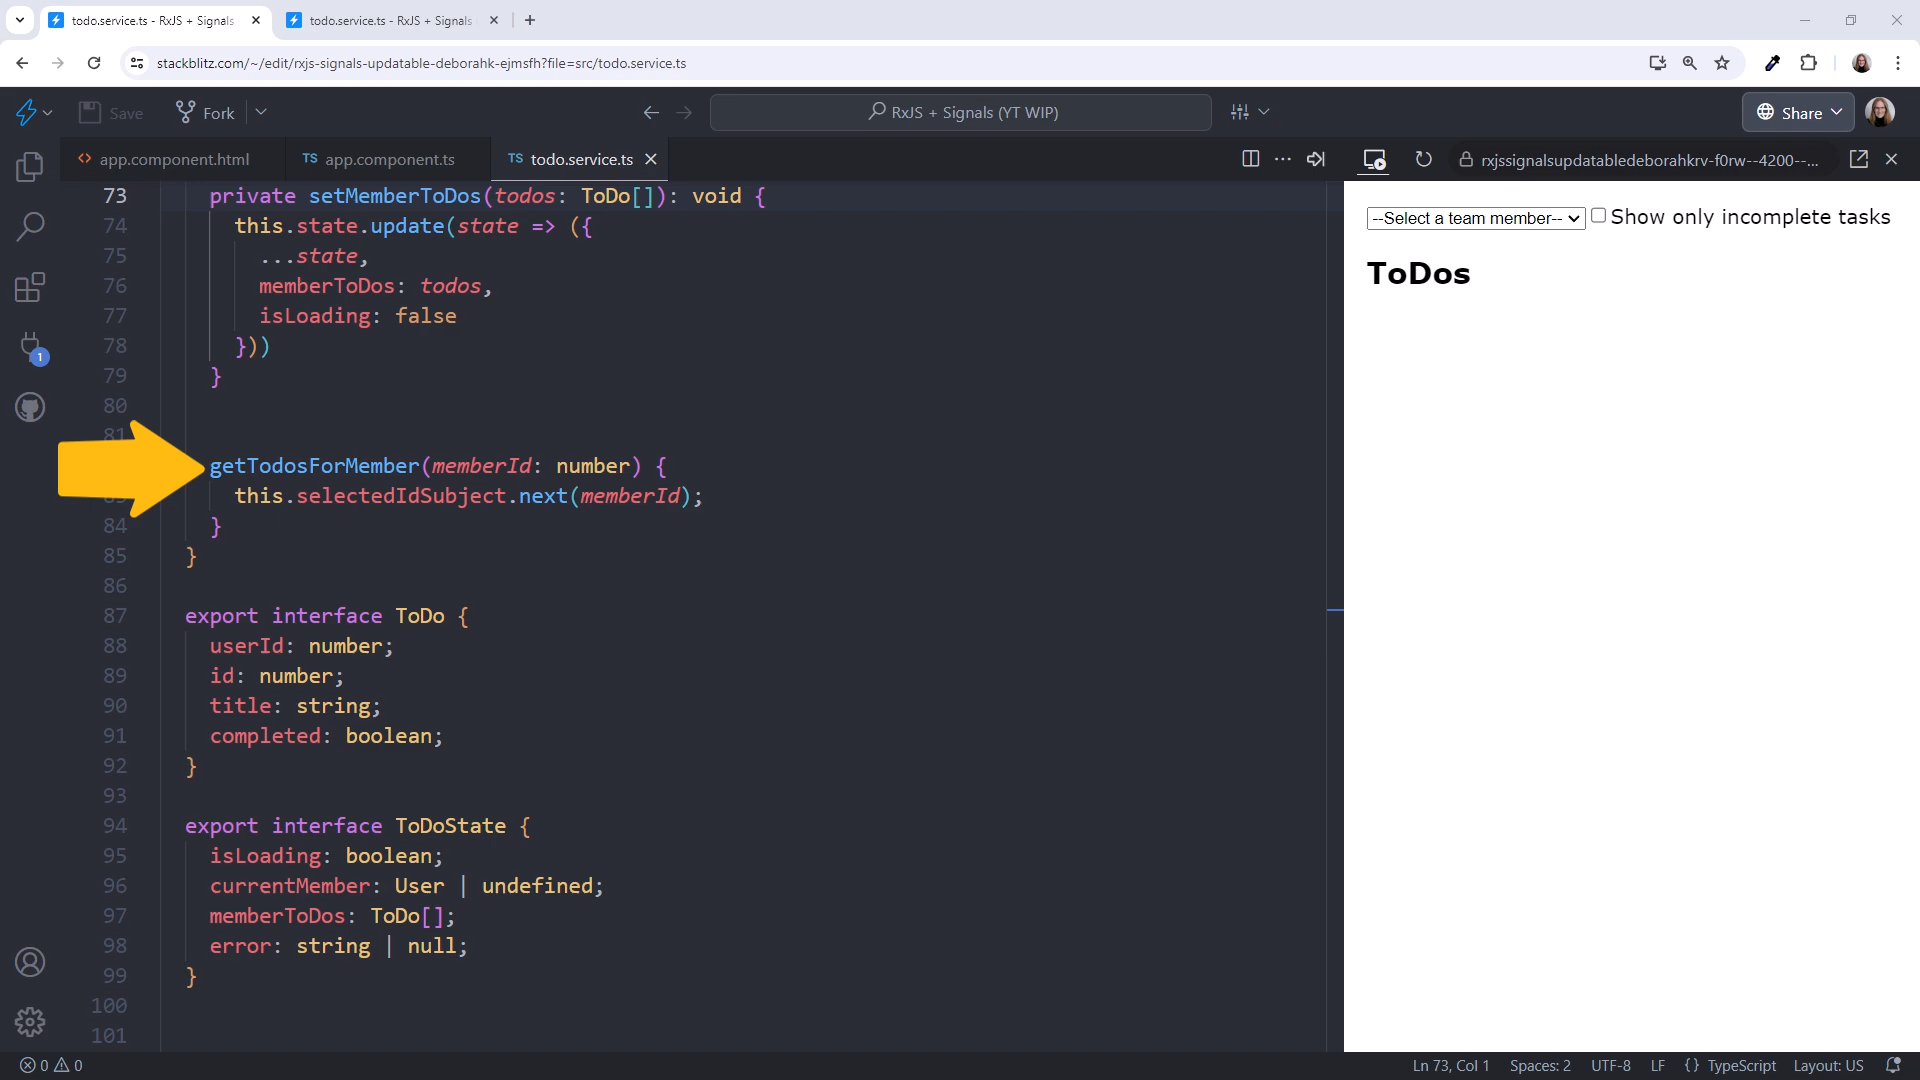 todo.service.ts - RxJS + Signals
todo.service.ts - RxJS + Signals
stackblitz.com/~/edit/rxjs-signals-updatable-deborahk-ejmsfh?file=src/todo.service.ts
Save
Fork
RxJS + Signals (YT WIP)
Share
app.component.html
TS app.component.ts
TS todo.service.ts
rxjssignalsupdatabledeborahkrv-f0rw--4200--...
73 private setMemberToDos(todos: ToDo[]): void {
74 this.state.update(state => ({
75 ...state,
76 memberToDos: todos,
77 isLoading: false
78 }))
79 }
80
81
getTodosForMember(memberId: number) {
83 this.selectedIdSubject.next(memberId);
84 }
85 }
86
87 export interface ToDo {
88 userId: number;
89 id: number;
90 title: string;
91 completed: boolean;
92 }
93
94 export interface ToDoState {
95 isLoading: boolean;
96 currentMember: User | undefined;
97 memberToDos: ToDo[];
98 error: string | null;
99 }
100
101
--Select a team member--
Show only incomplete tasks
ToDos
1
0 0
Ln 73, Col 1
Spaces: 2
UTF-8
LF
{} TypeScript
Layout: US